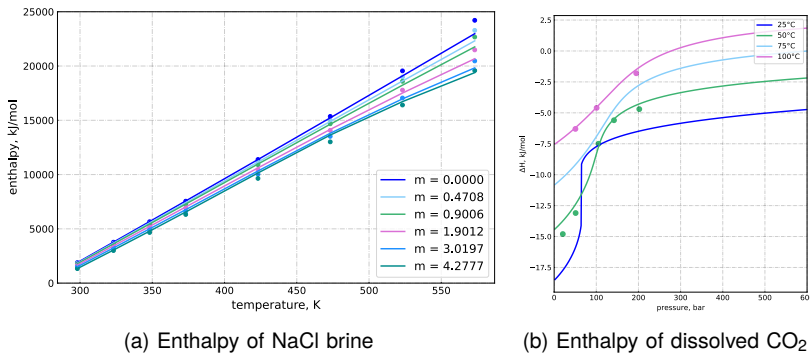 25000
20000
15000
10000
5000
0
enthalpy, kJ/mol
300
350
400
450
500
550
temperature, K
m = 0.0000
m = 0.4708
m = 0.9006
m = 1.9012
m = 3.0197
m = 4.2777
(a) Enthalpy of NaCl brine
2.5
0.0
−2.5
−5.0
−7.5
−10.0
−12.5
−15.0
−17.5
ΔH, kJ/mol
0
100
200
300
400
500
600
pressure, bar
25°C
50°C
75°C
100°C
(b) Enthalpy of dissolved CO₂